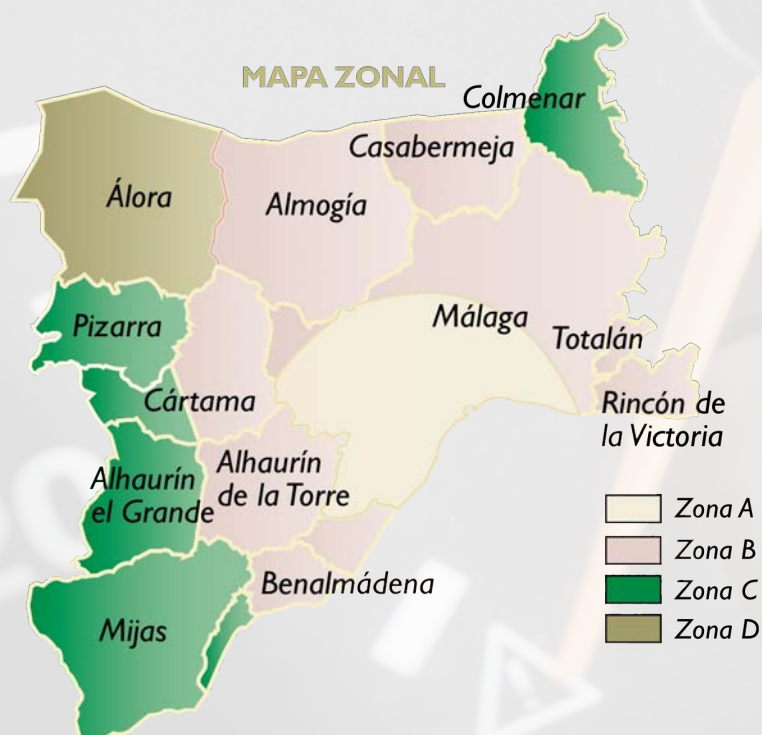 MAPA ZONAL
Colmenar
Casabermeja
Álora
Almogía
Pizarra
Málaga
Totalán
Cártama
Rincón de
la Victoria
Alhaurín
el Grande
Alhaurín
de la Torre
Benalmádena
Mijas
Zona A
Zona B
Zona C
Zona D